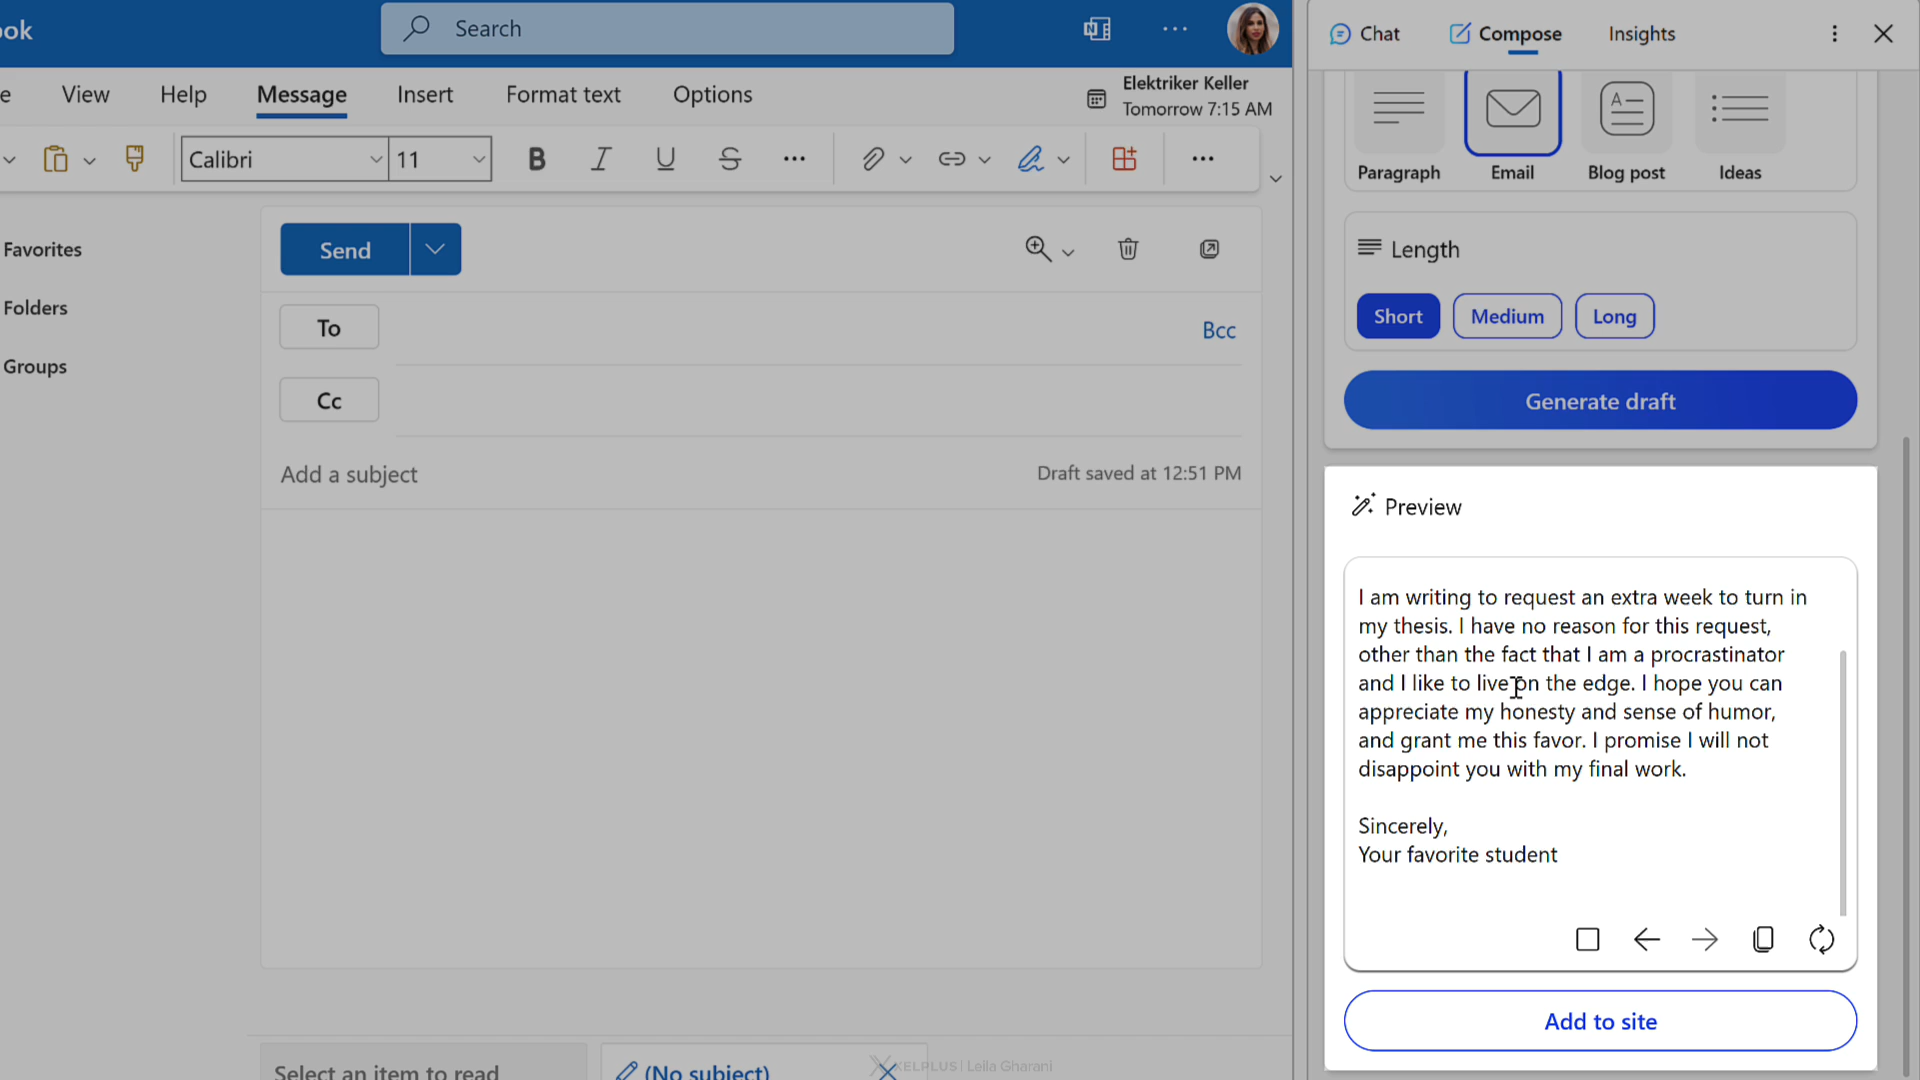 ok
Search
e
View
Help
Message
Insert
Format text
Options
Elektriker Keller
Tomorrow 7:15 AM
Calibri
11
B
I
U
S
Favorites
Folders
Groups
Send
To
Bcc
Cc
Add a subject
Draft saved at 12:51 PM
Select an item to read
(No subject)
XELPLUS | Leila Gharani
Chat
Compose
Insights
Paragraph
Email
Blog post
Ideas
Length
Short
Medium
Long
Generate draft
Preview
I am writing to request an extra week to turn in
my thesis. I have no reason for this request,
other than the fact that I am a procrastinator
and I like to live on the edge. I hope you can
appreciate my honesty and sense of humor,
and grant me this favor. I promise I will not
disappoint you with my final work.
Sincerely,
Your favorite student
Add to site